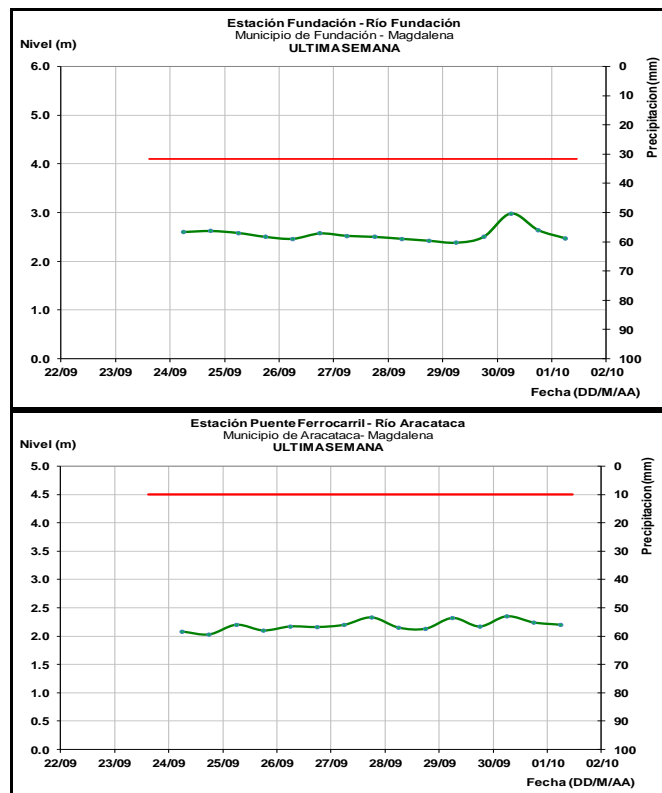 Estación Fundación - Río Fundación
Municipio de Fundación - Magdalena
ULTIMA SEMANA
Nivel (m)
Precipitacion (mm)
6.0
5.0
4.0
3.0
2.0
1.0
0.0
0
10
20
30
40
50
60
70
80
90
100
22/09 23/09 24/09 25/09 26/09 27/09 28/09 29/09 30/09 01/10 02/10
Fecha (DD/M/AA)
Estación Puente Ferrocarril - Río Aracataca
Municipio de Aracataca- Magdalena
ULTIMA SEMANA
Nivel (m)
Precipitacion (mm)
5.0
4.5
4.0
3.5
3.0
2.5
2.0
1.5
1.0
0.5
0.0
0
10
20
30
40
50
60
70
80
90
100
22/09 23/09 24/09 25/09 26/09 27/09 28/09 29/09 30/09 01/10 02/10
Fecha (DD/M/AA)